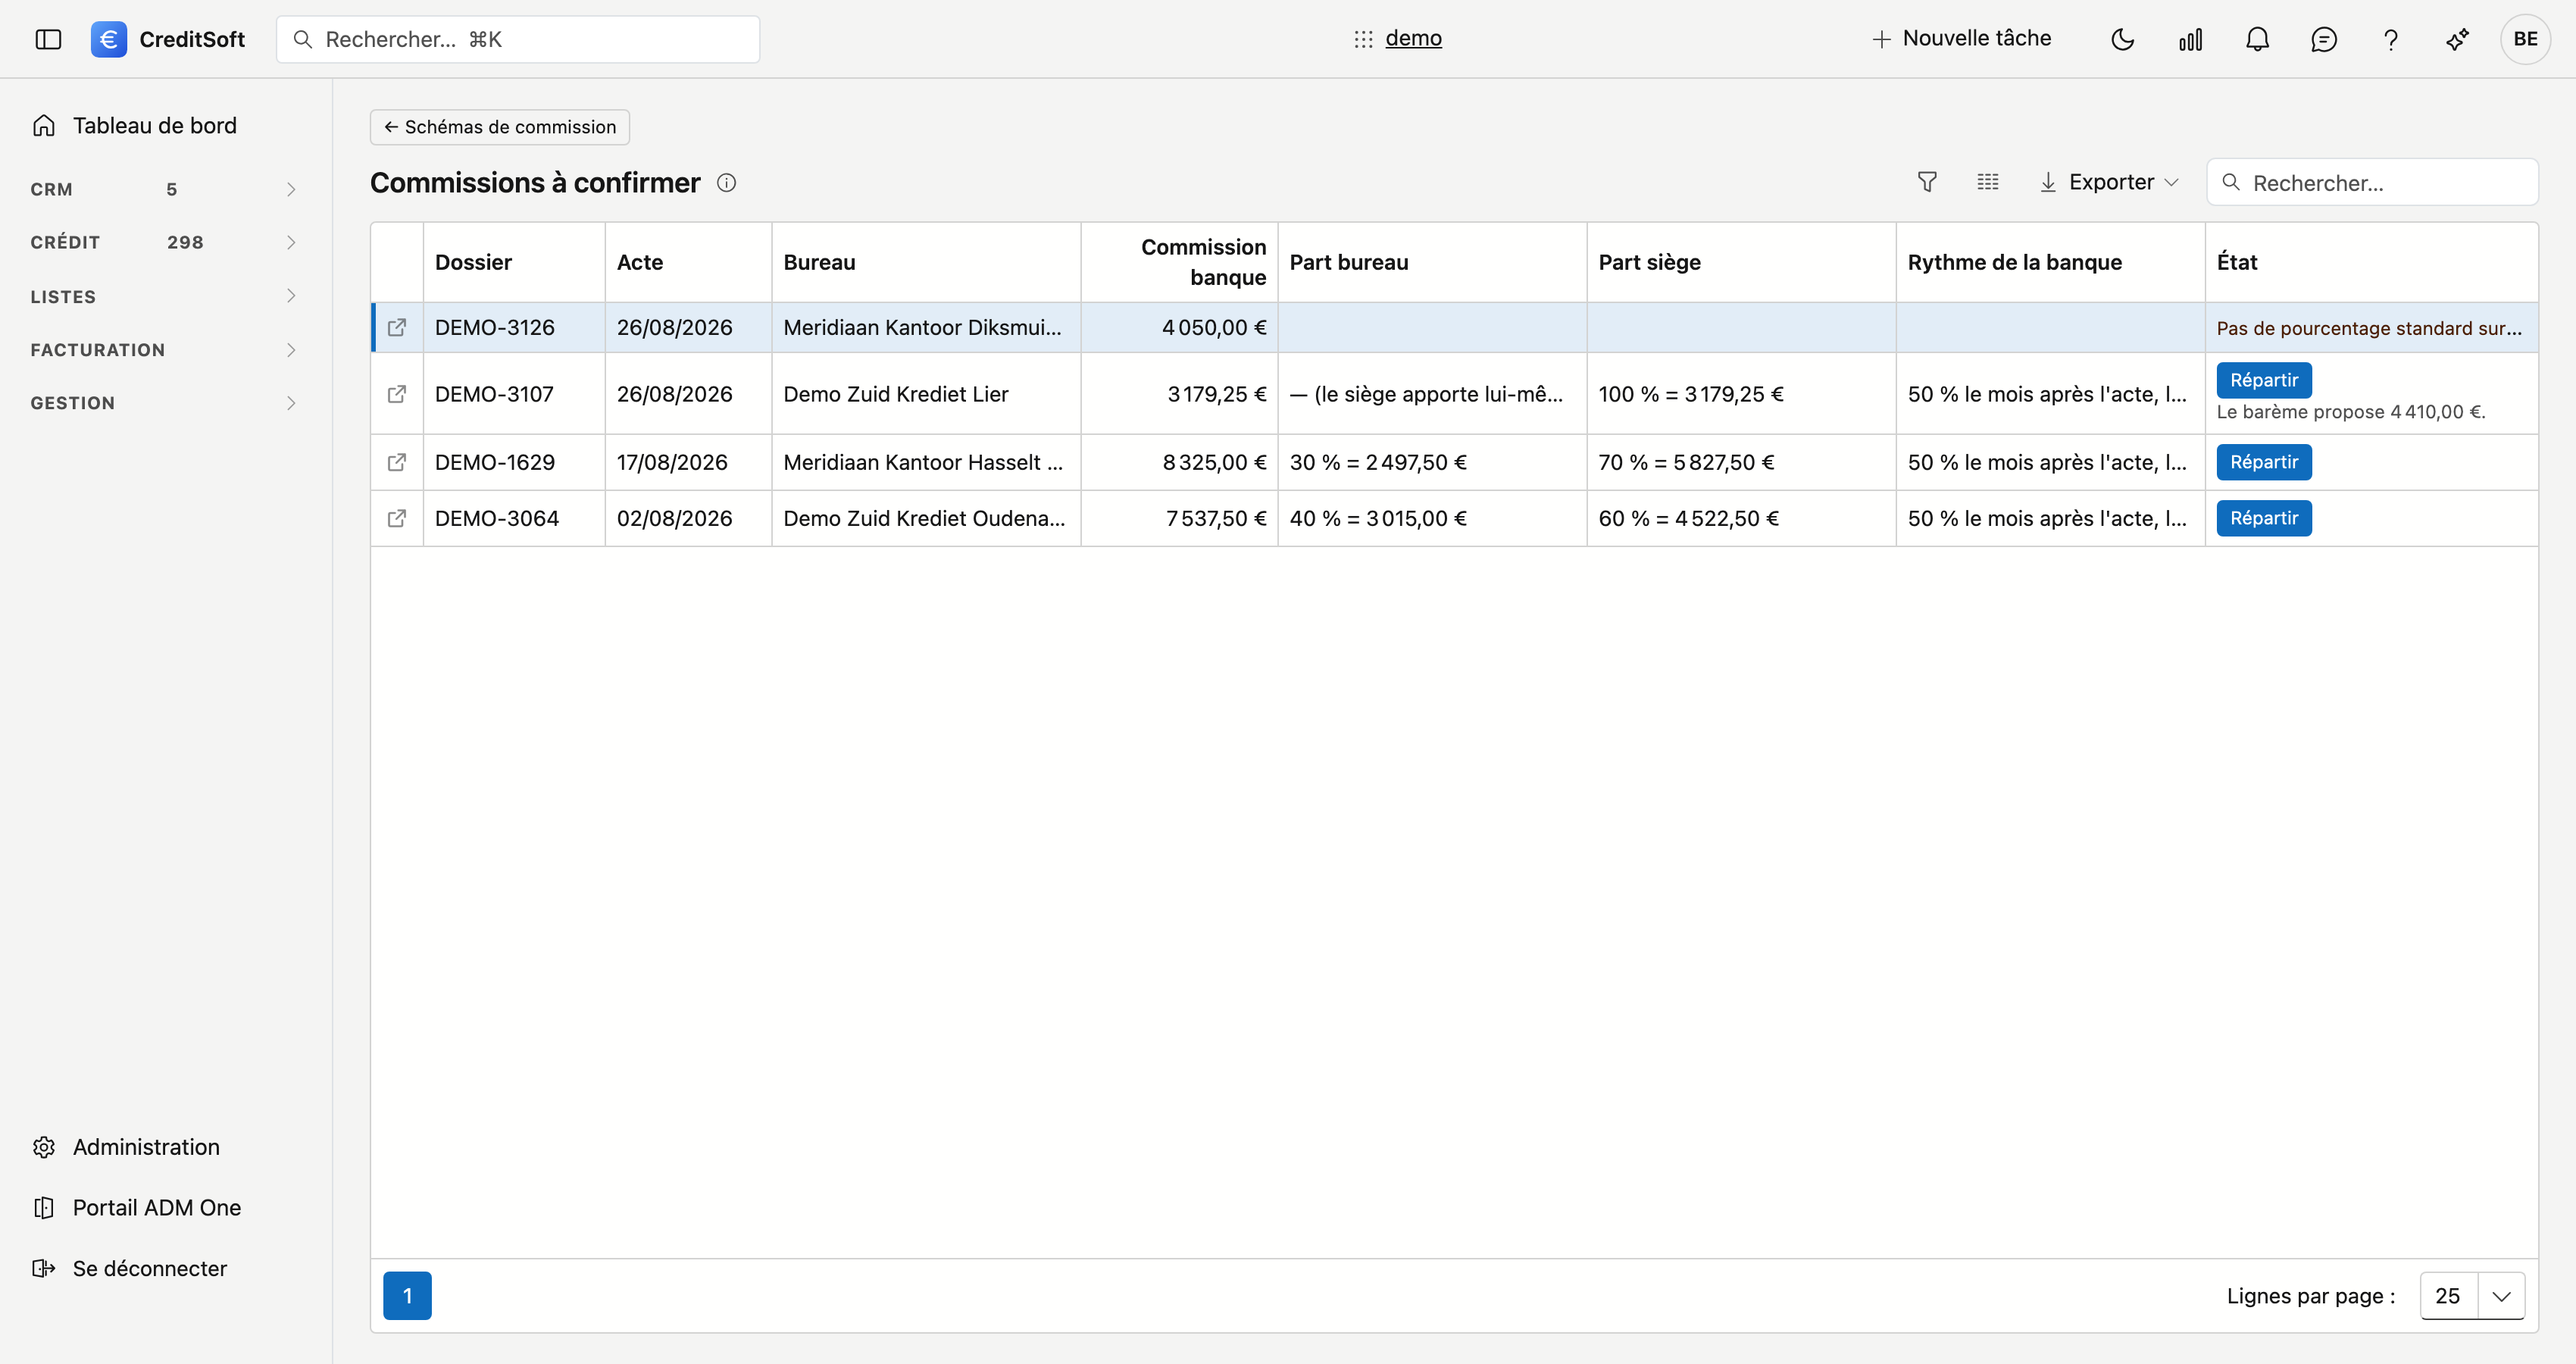 CreditSoft
Rechercher... ⌘K
demo
Nouvelle tâche
BE
Tableau de bord
CRM 5
CRÉDIT 298
LISTES
FACTURATION
GESTION
Administration
Portail ADM One
Se déconnecter
← Schémas de commission
Commissions à confirmer
Exporter
Rechercher...
Dossier Acte Bureau Commission banque Part bureau Part siège Rythme de la banque État
DEMO-3126 26/08/2026 Meridiaan Kantoor Diksmui... 4 050,00 € Pas de pourcentage standard sur...
DEMO-3107 26/08/2026 Demo Zuid Krediet Lier 3 179,25 € — (le siège apporte lui-mê... 100 % = 3 179,25 € 50 % le mois après l'acte, l... Répartir
Le barème propose 4 410,00 €.
DEMO-1629 17/08/2026 Meridiaan Kantoor Hasselt ... 8 325,00 € 30 % = 2 497,50 € 70 % = 5 827,50 € 50 % le mois après l'acte, l... Répartir
DEMO-3064 02/08/2026 Demo Zuid Krediet Oudena... 7 537,50 € 40 % = 3 015,00 € 60 % = 4 522,50 € 50 % le mois après l'acte, l... Répartir
1
Lignes par page : 25